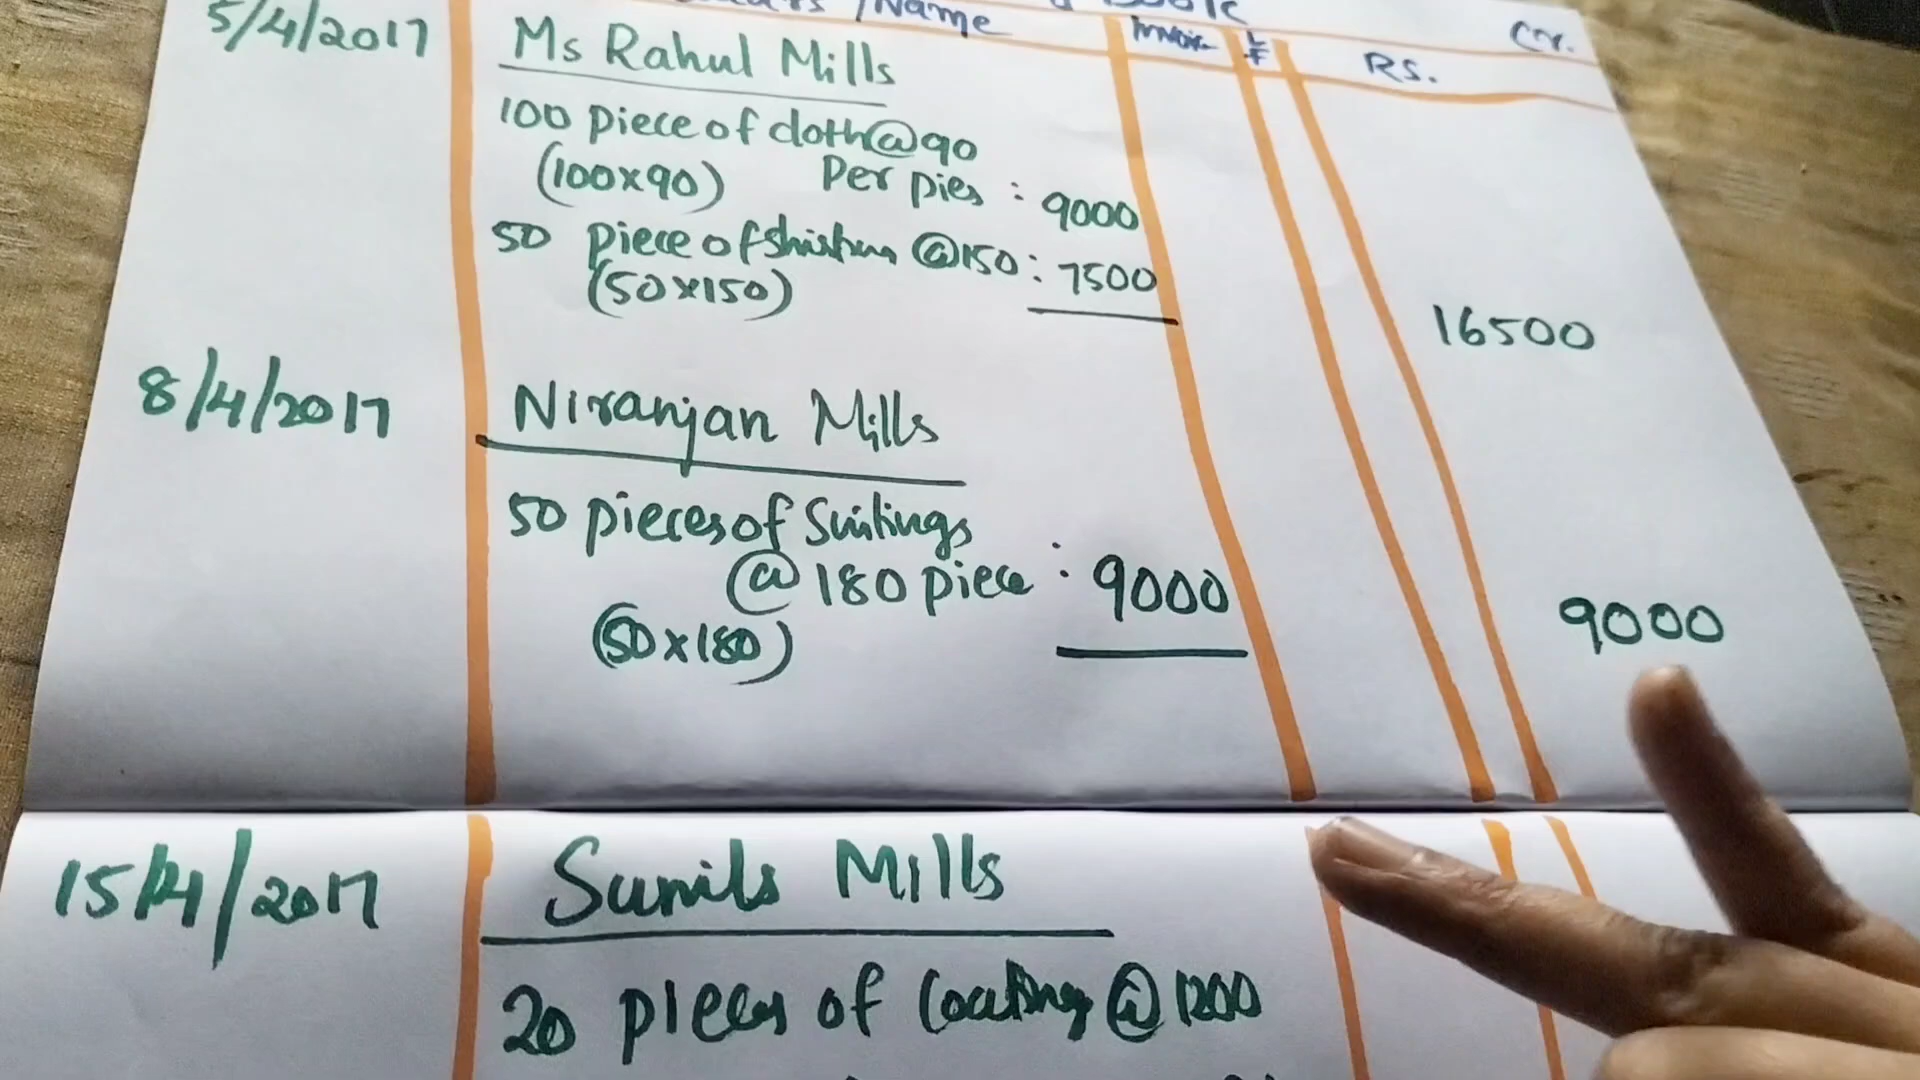 /Name
Invoice
L
F
Cr.
Rs.
5/4/2017
Ms Rahul Mills
100 Piece of cloth @ 90
(100x90) Per pies : 9000
50 Piece of @150 : 7500
(50x150)
16500
8/4/2017
Niranjan Mills
50 pieces of Suitings
@ 180 piece : 9000
9000
(50x180)
15/4/2017
Sunils Mills
20 pieces of Coating @ 1200